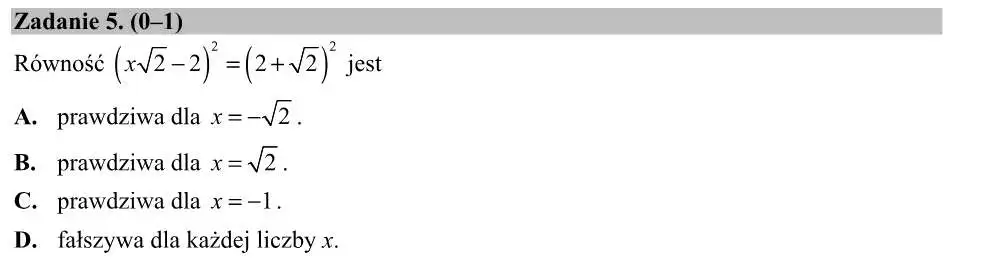 Zadanie 5. (0–1)
Równość (x√2 − 2)² = (2 + √2)² jest
A. prawdziwa dla x = −√2 .
B. prawdziwa dla x = √2 .
C. prawdziwa dla x = −1 .
D. fałszywa dla każdej liczby x.